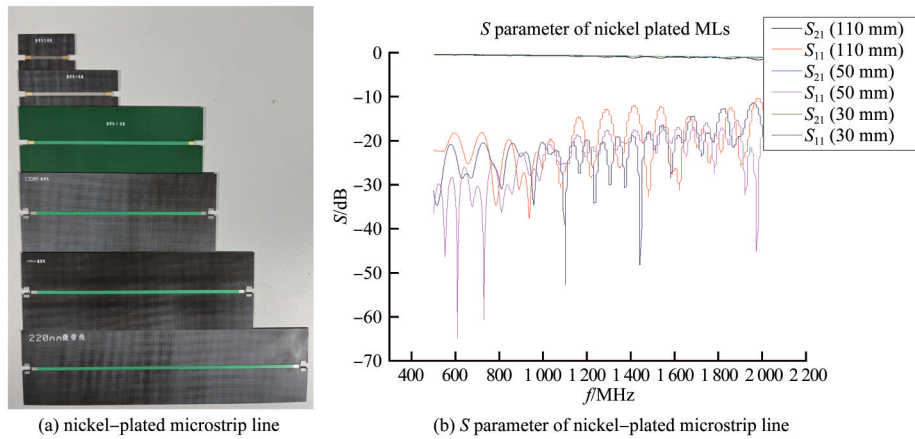 220mm微带线
(a) nickel−plated microstrip line
S parameter of nickel plated MLs
S₂₁ (110 mm)
S₁₁ (110 mm)
S₂₁ (50 mm)
S₁₁ (50 mm)
S₂₁ (30 mm)
S₁₁ (30 mm)
S/dB
0
−10
−20
−30
−40
−50
−60
−70
400 600 800 1 000 1 200 1 400 1 600 1 800 2 000 2 200
f/MHz
(b) S parameter of nickel−plated microstrip line